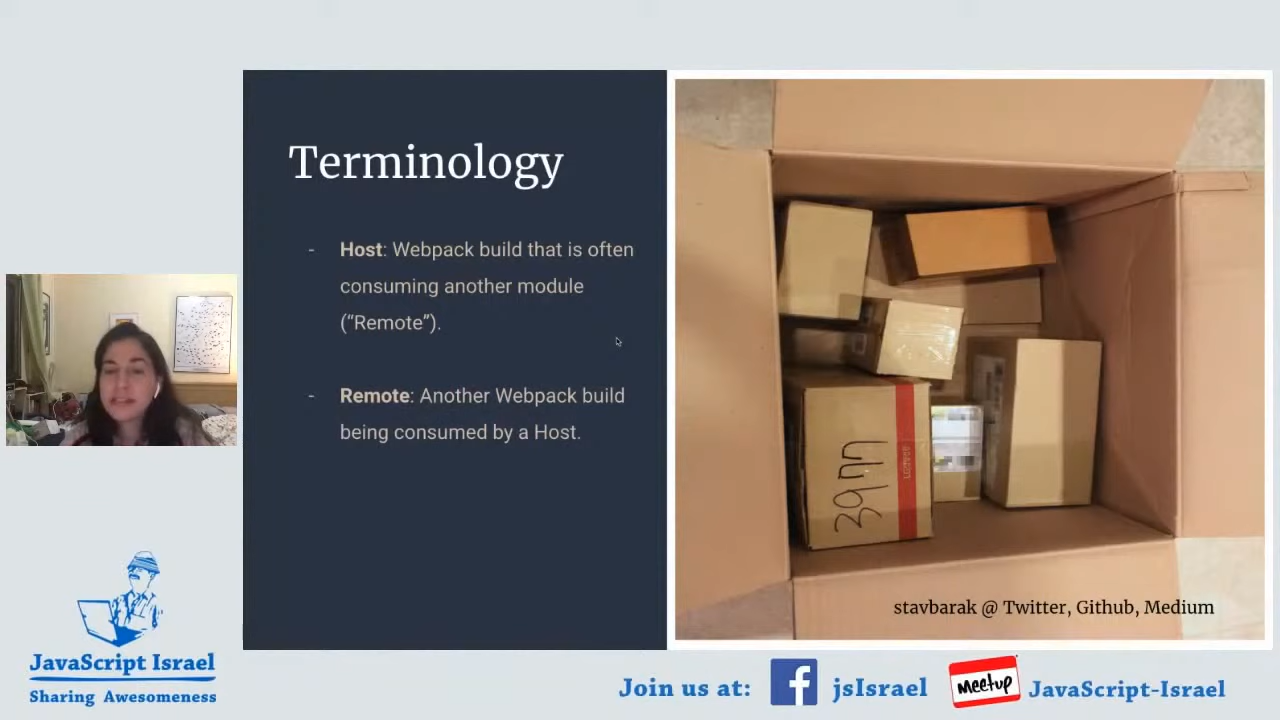 Terminology
- Host: Webpack build that is often
consuming another module
("Remote").
- Remote: Another Webpack build
being consumed by a Host.
3977
stavbarak @ Twitter, Github, Medium
JavaScript Israel
Sharing Awesomeness
Join us at: f jsIsrael Meetup JavaScript-Israel